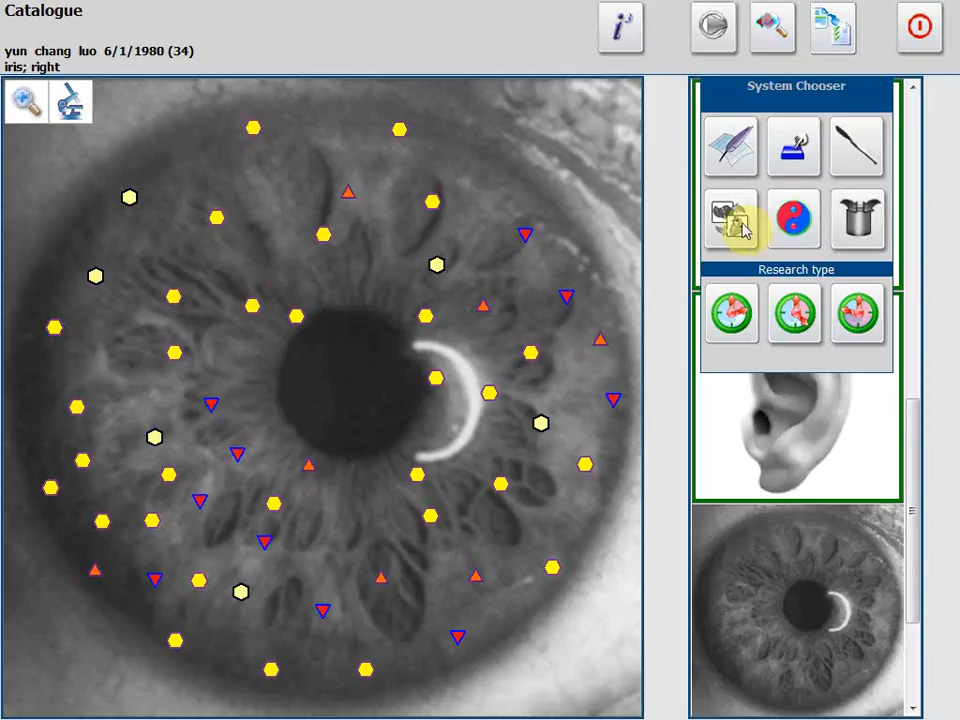 Catalogue
yun chang luo 6/1/1980 (34)
iris; right
System Chooser
Research type